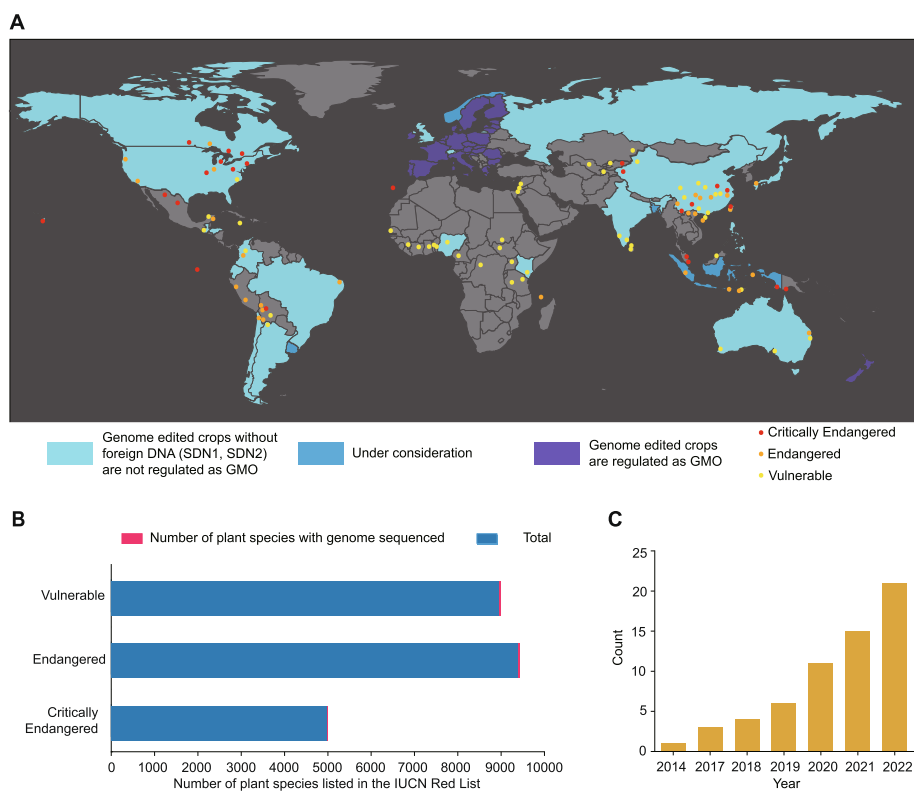 A
Genome edited crops without
foreign DNA (SDN1, SDN2)
are not regulated as GMO
Under consideration
Genome edited crops
are regulated as GMO
Critically Endangered
Endangered
Vulnerable
B
Number of plant species with genome sequenced
Total
Vulnerable
Endangered
Critically
Endangered
0 1000 2000 3000 4000 5000 6000 7000 8000 9000 10000
Number of plant species listed in the IUCN Red List
C
25
20
15
10
5
0
Count
2014 2017 2018 2019 2020 2021 2022
Year